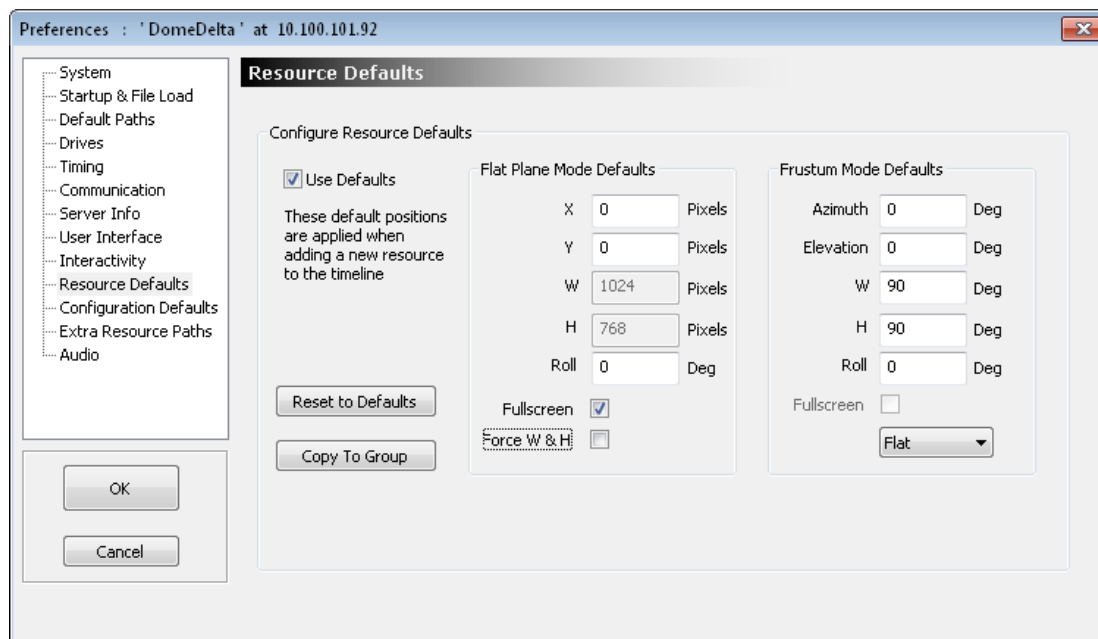 Preferences : 'DomeDelta' at 10.100.101.92
System
Startup & File Load
Default Paths
Drives
Timing
Communication
Server Info
User Interface
Interactivity
Resource Defaults
Configuration Defaults
Extra Resource Paths
Audio
OK
Cancel
Resource Defaults
Configure Resource Defaults
Use Defaults
These default positions
are applied when
adding a new resource
to the timeline
Reset to Defaults
Copy To Group
Flat Plane Mode Defaults
X 0 Pixels
Y 0 Pixels
W 1024 Pixels
H 768 Pixels
Roll 0 Deg
Fullscreen
Force W & H
Frustum Mode Defaults
Azimuth 0 Deg
Elevation 0 Deg
W 90 Deg
H 90 Deg
Roll 0 Deg
Fullscreen
Flat